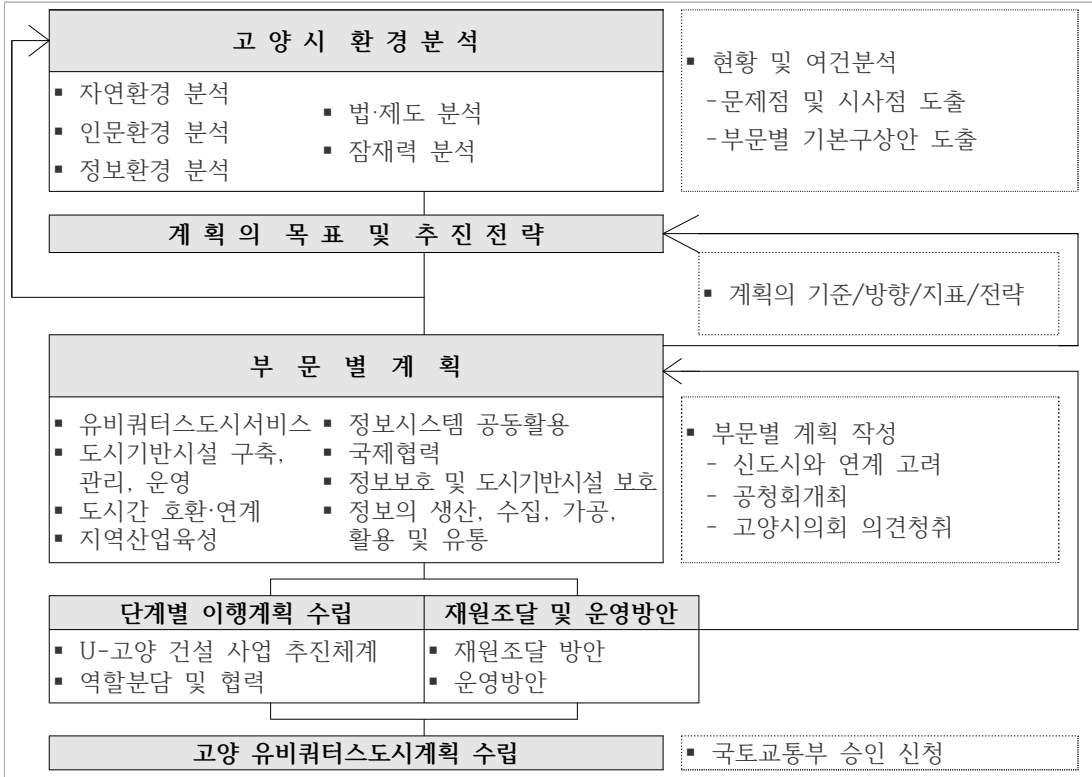 고 양 시 환 경 분 석
▪ 자연환경 분석
▪ 인문환경 분석
▪ 정보환경 분석
▪ 법·제도 분석
▪ 잠재력 분석
▪ 현황 및 여건분석
-문제점 및 시사점 도출
-부문별 기본구상안 도출
계 획 의 목 표 및 추 진 전 략
▪ 계획의 기준/방향/지표/전략
부 문 별 계 획
▪ 유비쿼터스도시서비스
▪ 도시기반시설 구축,
관리, 운영
▪ 도시간 호환·연계
▪ 지역산업육성
▪ 정보시스템 공동활용
▪ 국제협력
▪ 정보보호 및 도시기반시설 보호
▪ 정보의 생산, 수집, 가공,
활용 및 유통
▪ 부문별 계획 작성
- 신도시와 연계 고려
- 공청회개최
- 고양시의회 의견청취
단계별 이행계획 수립
▪ U-고양 건설 사업 추진체계
▪ 역할분담 및 협력
재원조달 및 운영방안
▪ 재원조달 방안
▪ 운영방안
고양 유비쿼터스도시계획 수립
▪ 국토교통부 승인 신청